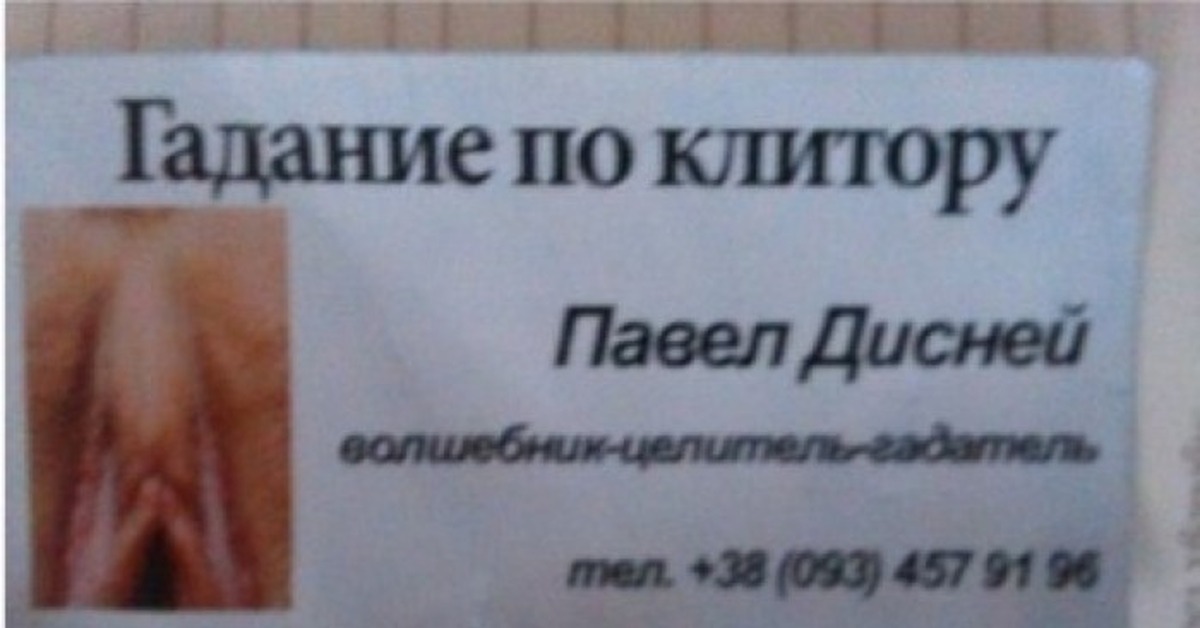 Гадание по клитору
Павел Дисней
волшебник-целитель-гадатель
тел. +38 (093) 457 91 96